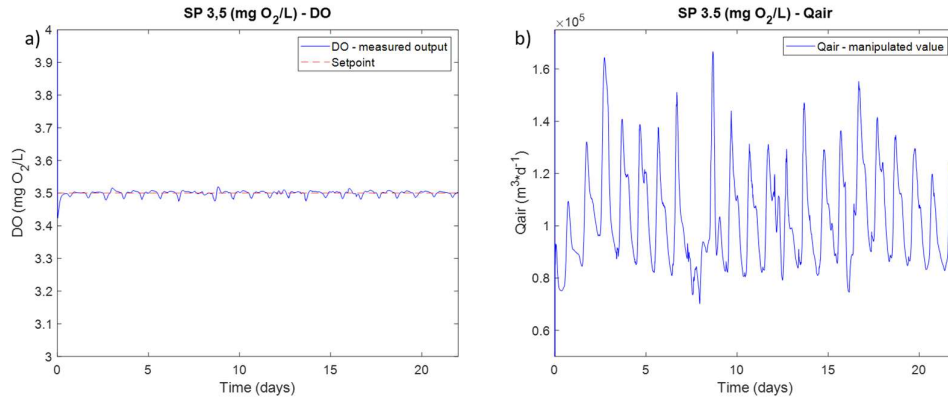 a)
SP 3,5 (mg O2/L) - DO
DO - measured output
Setpoint
4
3.9
3.8
3.7
3.6
3.5
3.4
3.3
3.2
3.1
3
DO (mg O2/L)
0 5 10 15 20
Time (days)
b)
SP 3.5 (mg O2/L) - Qair
×10^5
Qair - manipulated value
1.6
1.4
1.2
1
0.8
0.6
Qair (m^3*d^-1)
0 5 10 15 20
Time (days)